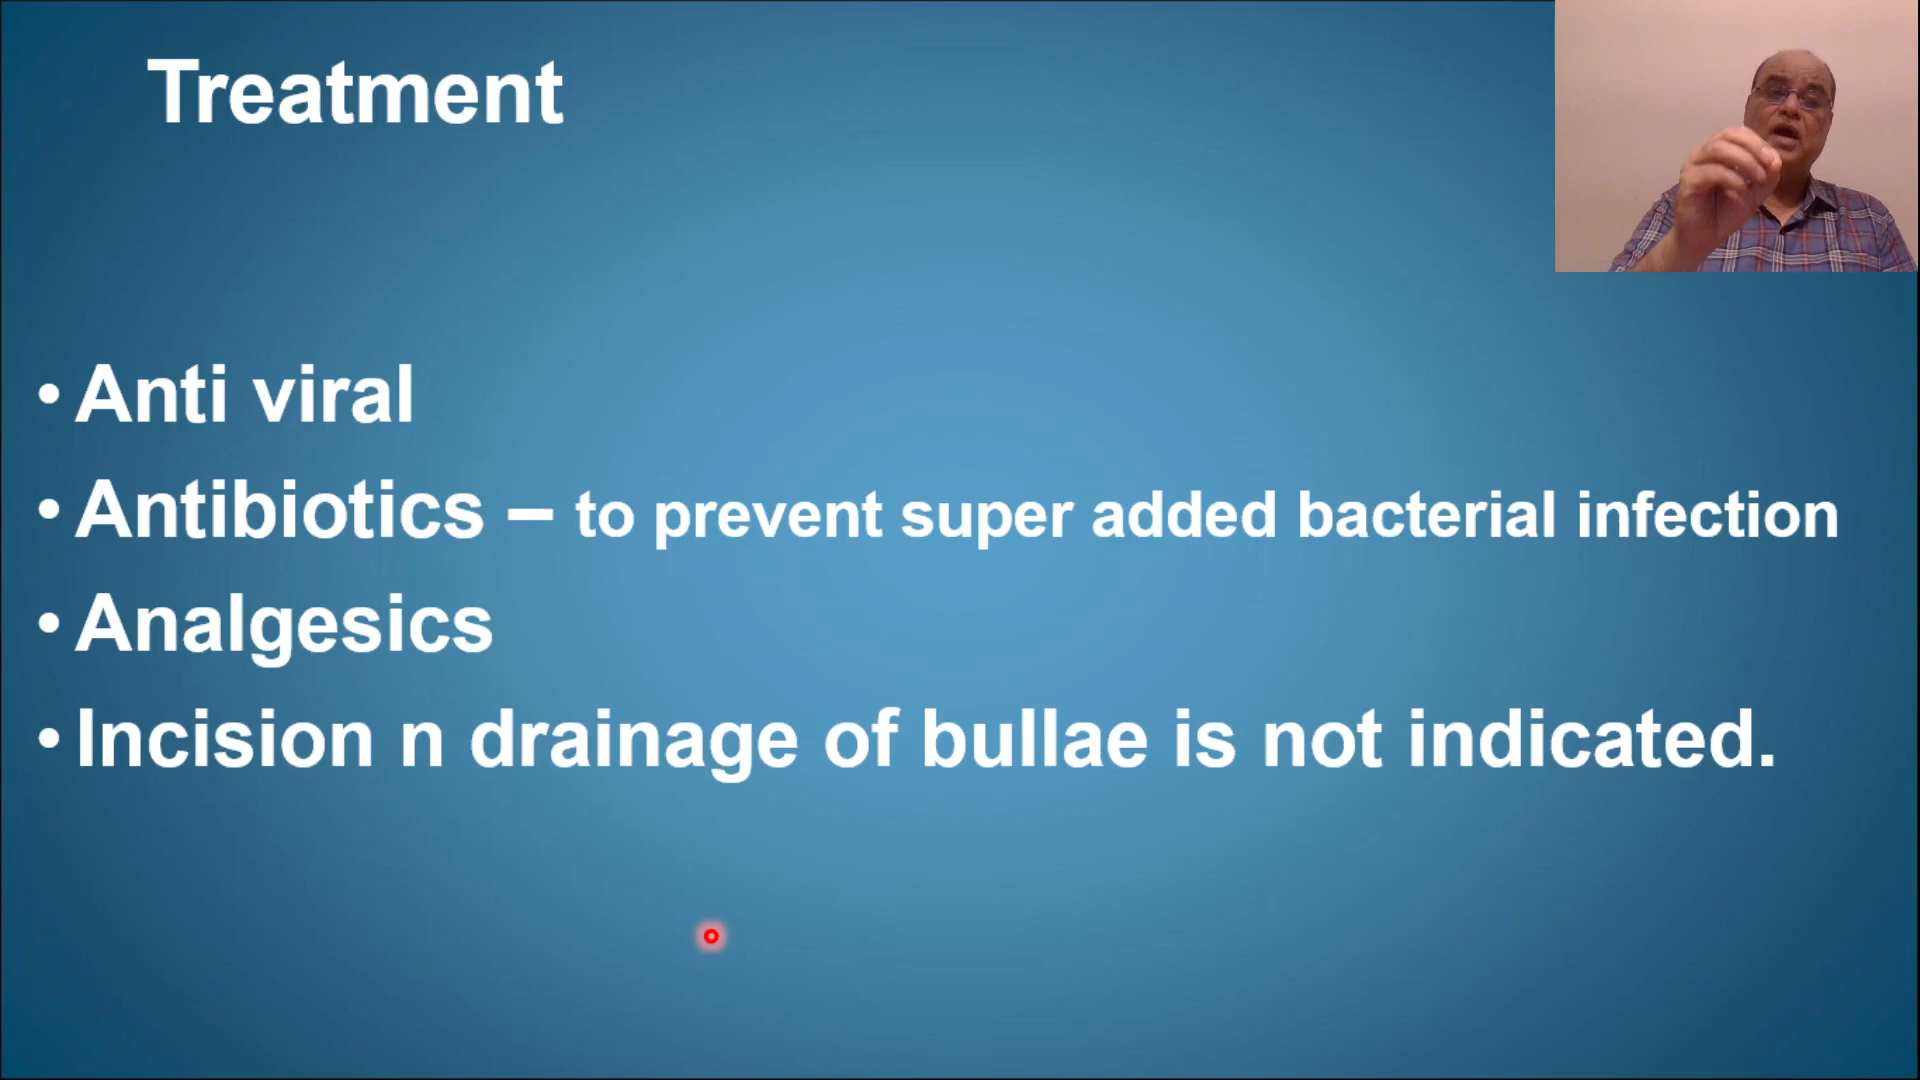 Treatment
• Anti viral
• Antibiotics – to prevent super added bacterial infection
• Analgesics
• Incision n drainage of bullae is not indicated.